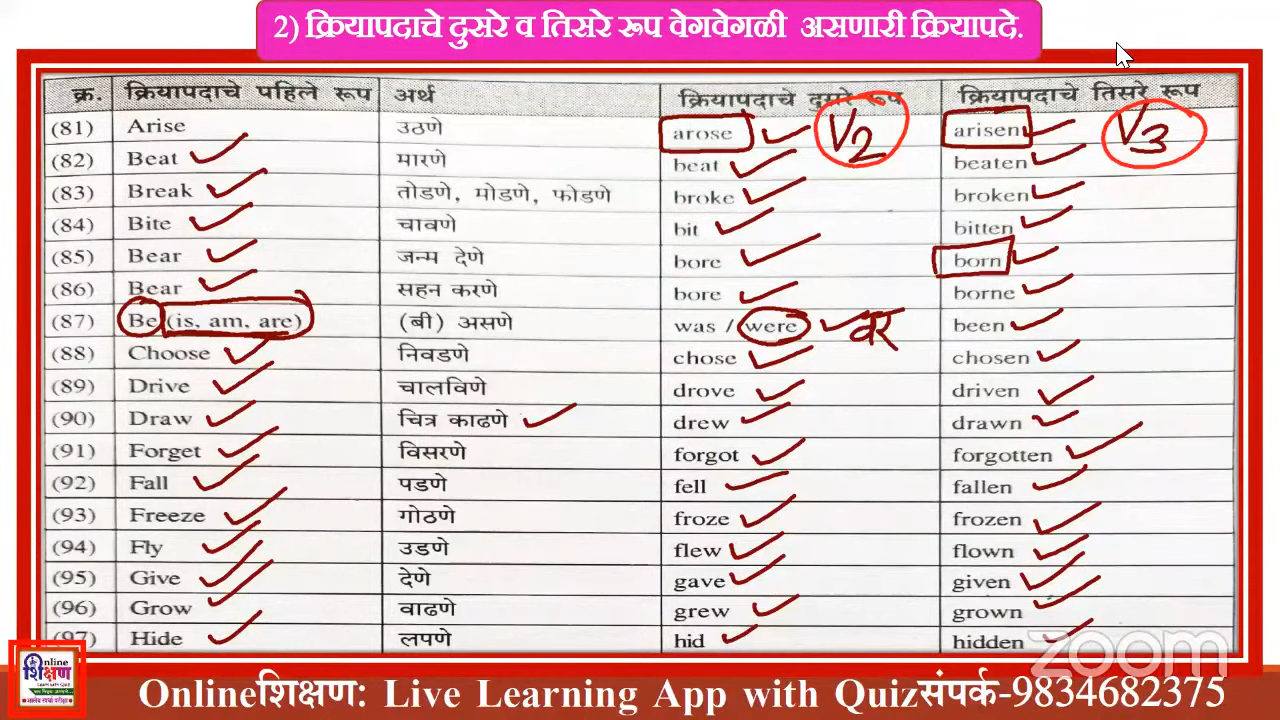 2) क्रियापदाचे दुसरे व तिसरे रूप वेगवेगळी असणारी क्रियापदे.
क्र. क्रियापदाचे पहिले रूप अर्थ क्रियापदाचे दुसरे रूप क्रियापदाचे तिसरे रूप
(81) Arise उठणे arose V2 arisen V3
(82) Beat मारणे beat beaten
(83) Break तोडणे, मोडणे, फोडणे broke broken
(84) Bite चावणे bit bitten
(85) Bear जन्म देणे bore born
(86) Bear सहन करणे bore borne
(87) Be (is, am, are) (बी) असणे was / were वर been
(88) Choose निवडणे chose chosen
(89) Drive चालविणे drove driven
(90) Draw चित्र काढणे drew drawn
(91) Forget विसरणे forgot forgotten
(92) Fall पडणे fell fallen
(93) Freeze गोठणे froze frozen
(94) Fly उडणे flew flown
(95) Give देणे gave given
(96) Grow वाढणे grew grown
(97) Hide लपणे hid hidden
zoom
Online
शिक्षण
Onlineशिक्षण: Live Learning App with Quizसंपर्क-9834682375